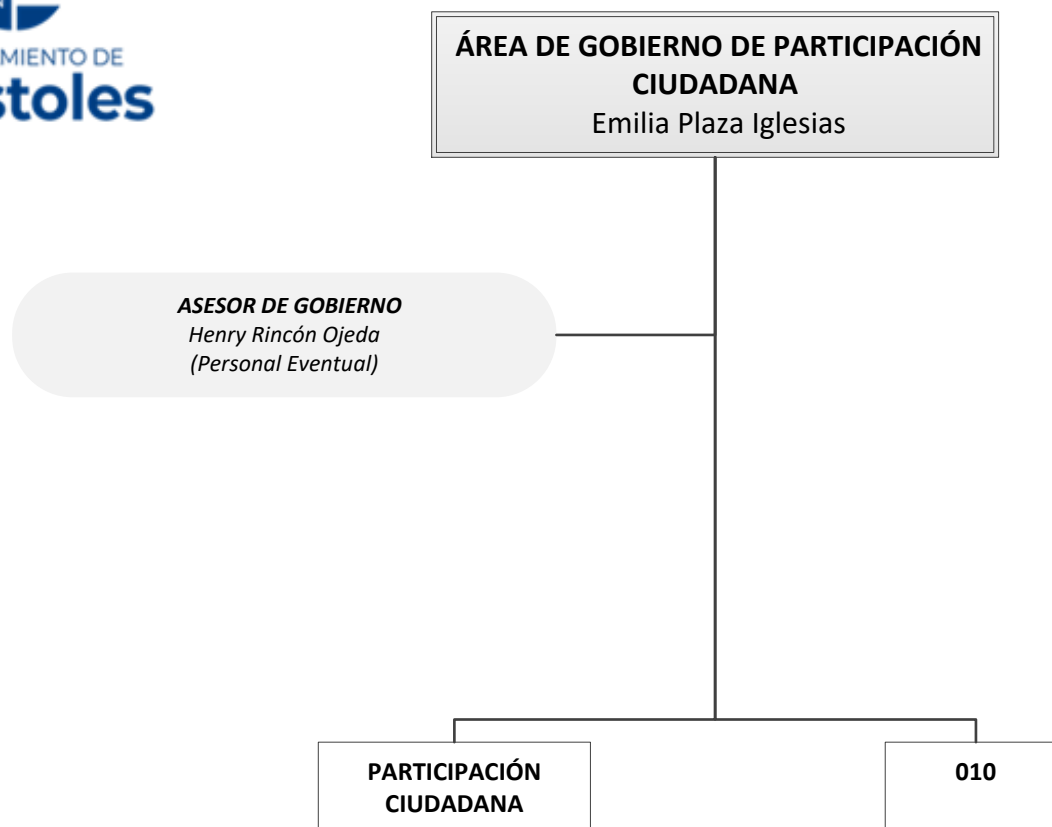 MIENTO DE
stoles
ÁREA DE GOBIERNO DE PARTICIPACIÓN
CIUDADANA
Emilia Plaza Iglesias
ASESOR DE GOBIERNO
Henry Rincón Ojeda
(Personal Eventual)
PARTICIPACIÓN
CIUDADANA
010